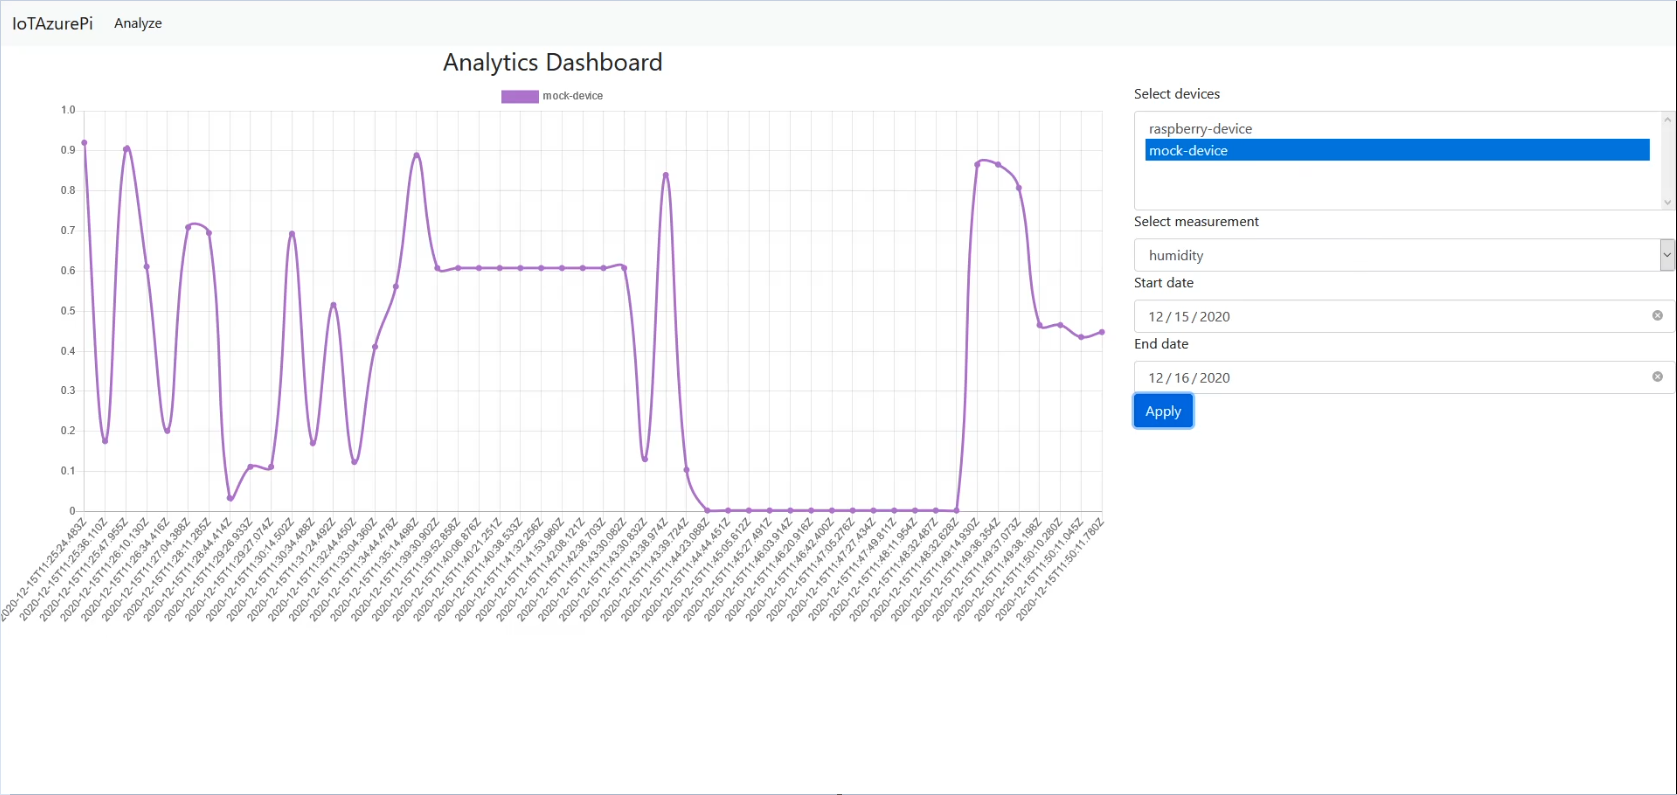 IoTAzurePi Analyze
Analytics Dashboard
mock-device
1.0
0.9
0.8
0.7
0.6
0.5
0.4
0.3
0.2
0.1
0
2020-12-15T11:25:24.483Z
2020-12-15T11:25:36.110Z
2020-12-15T11:25:47.955Z
2020-12-15T11:26:10.130Z
2020-12-15T11:26:34.416Z
2020-12-15T11:27:04.388Z
2020-12-15T11:28:11.285Z
2020-12-15T11:28:44.414Z
2020-12-15T11:29:26.933Z
2020-12-15T11:29:27.074Z
2020-12-15T11:30:14.502Z
2020-12-15T11:30:34.488Z
2020-12-15T11:31:24.492Z
2020-12-15T11:32:44.450Z
2020-12-15T11:33:04.360Z
2020-12-15T11:34:44.478Z
2020-12-15T11:35:14.498Z
2020-12-15T11:39:30.902Z
2020-12-15T11:39:52.858Z
2020-12-15T11:40:06.876Z
2020-12-15T11:40:21.251Z
2020-12-15T11:40:38.533Z
2020-12-15T11:41:32.256Z
2020-12-15T11:41:53.980Z
2020-12-15T11:42:08.121Z
2020-12-15T11:42:36.703Z
2020-12-15T11:43:30.082Z
2020-12-15T11:43:30.832Z
2020-12-15T11:43:38.974Z
2020-12-15T11:43:39.724Z
2020-12-15T11:44:23.088Z
2020-12-15T11:44:44.451Z
2020-12-15T11:45:05.612Z
2020-12-15T11:45:27.491Z
2020-12-15T11:46:03.914Z
2020-12-15T11:46:20.916Z
2020-12-15T11:46:42.400Z
2020-12-15T11:47:05.276Z
2020-12-15T11:47:27.434Z
2020-12-15T11:47:49.811Z
2020-12-15T11:48:11.954Z
2020-12-15T11:48:32.487Z
2020-12-15T11:48:32.628Z
2020-12-15T11:49:14.930Z
2020-12-15T11:49:36.354Z
2020-12-15T11:49:37.073Z
2020-12-15T11:49:38.198Z
2020-12-15T11:50:10.280Z
2020-12-15T11:50:11.045Z
2020-12-15T11:50:11.780Z
Select devices
raspberry-device
mock-device
Select measurement
humidity
Start date
12 / 15 / 2020
End date
12 / 16 / 2020
Apply